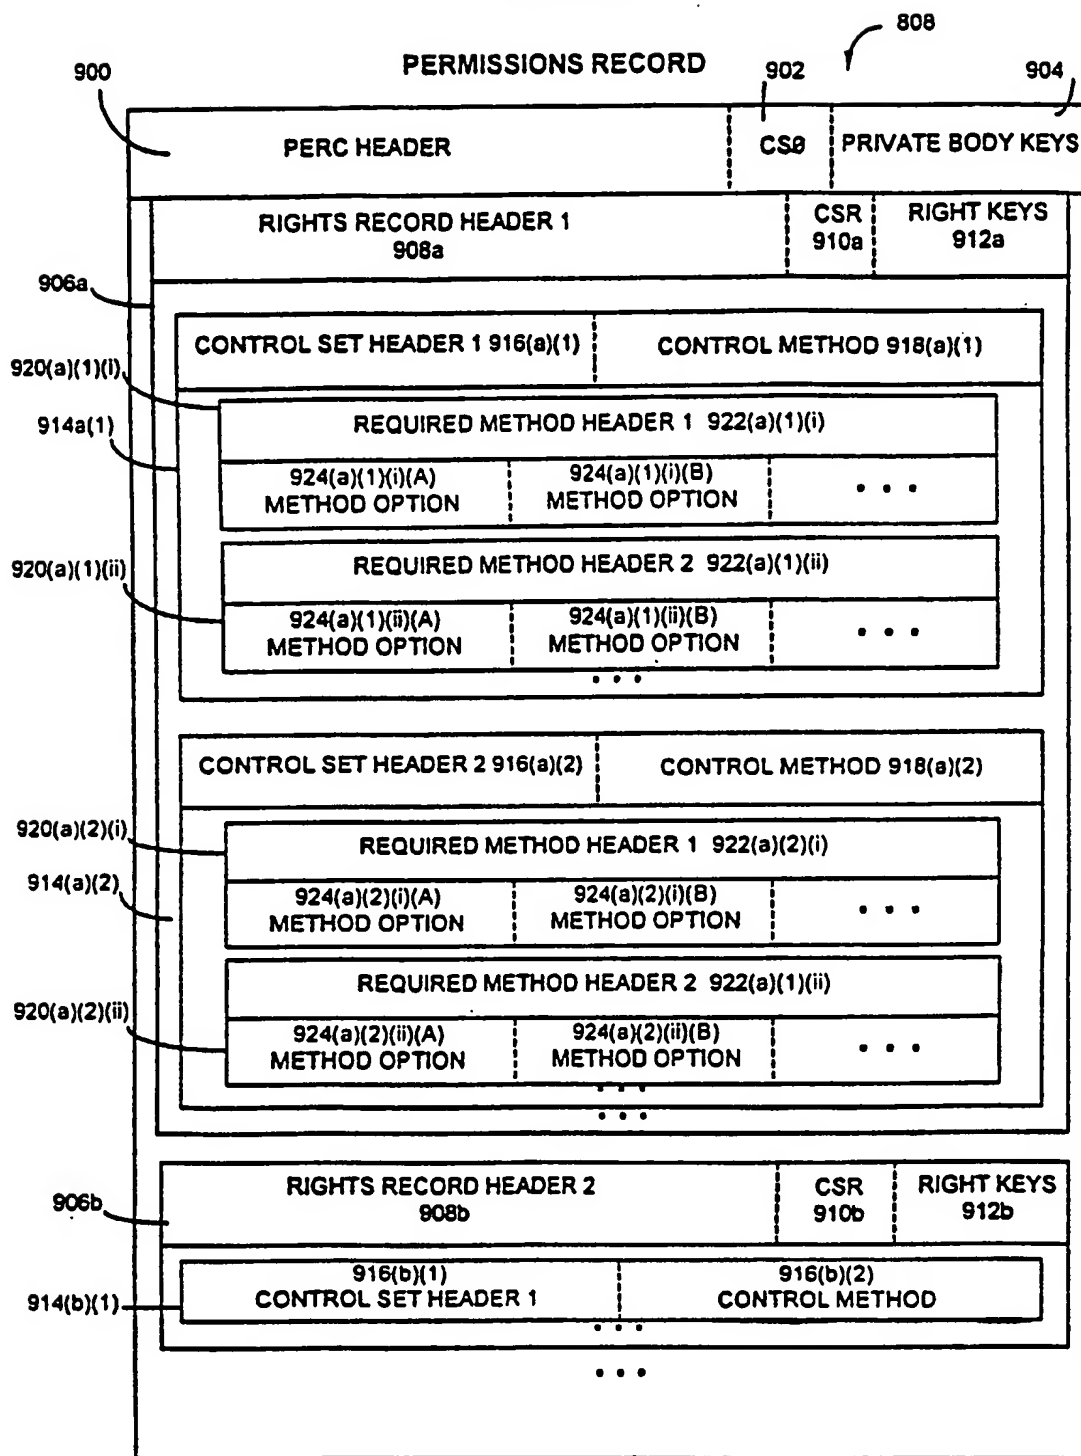 808
PERMISSIONS RECORD
900
902
904
PERC HEADER
CS0
PRIVATE BODY KEYS
RIGHTS RECORD HEADER 1
908a
CSR
910a
RIGHT KEYS
912a
906a
CONTROL SET HEADER 1 916(a)(1)
CONTROL METHOD 918(a)(1)
920(a)(1)(i)
914a(1)
REQUIRED METHOD HEADER 1 922(a)(1)(i)
924(a)(1)(i)(A)
METHOD OPTION
924(a)(1)(i)(B)
METHOD OPTION
• • •
920(a)(1)(ii)
REQUIRED METHOD HEADER 2 922(a)(1)(ii)
924(a)(1)(ii)(A)
METHOD OPTION
924(a)(1)(ii)(B)
METHOD OPTION
• • •
• • •
CONTROL SET HEADER 2 916(a)(2)
CONTROL METHOD 918(a)(2)
920(a)(2)(i)
914(a)(2)
REQUIRED METHOD HEADER 1 922(a)(2)(i)
924(a)(2)(i)(A)
METHOD OPTION
924(a)(2)(i)(B)
METHOD OPTION
• • •
920(a)(2)(ii)
REQUIRED METHOD HEADER 2 922(a)(1)(ii)
924(a)(2)(ii)(A)
METHOD OPTION
924(a)(2)(ii)(B)
METHOD OPTION
• • •
• • •
• • •
906b
RIGHTS RECORD HEADER 2
908b
CSR
910b
RIGHT KEYS
912b
914(b)(1)
916(b)(1)
CONTROL SET HEADER 1
916(b)(2)
CONTROL METHOD
• • •
• • •